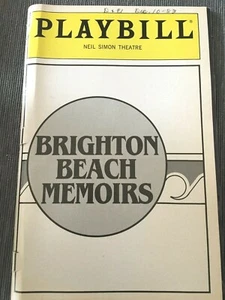 PLAYBILL®
NEIL SIMON THEATRE
BRIGHTON
BEACH
MEMOIRS